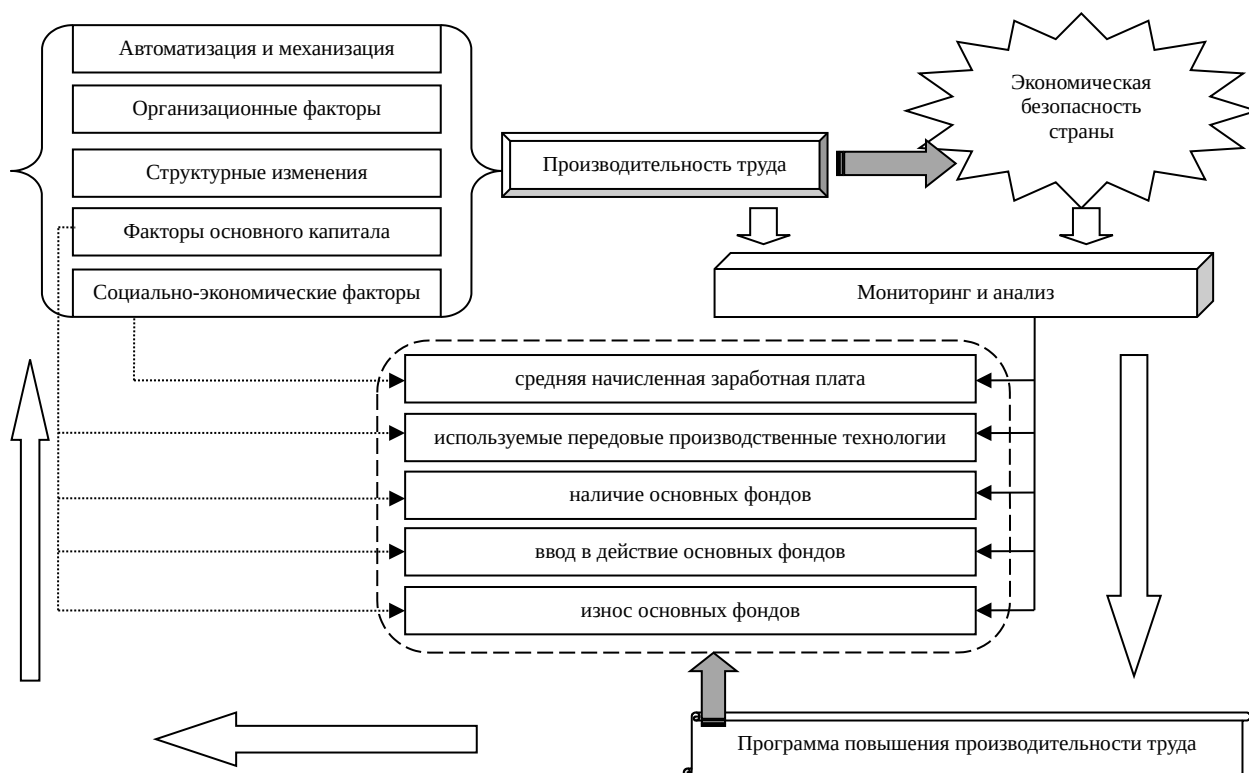 Автоматизация и механизация
Организационные факторы
Структурные изменения
Факторы основного капитала
Социально-экономические факторы
Производительность труда
Экономическая
безопасность
страны
Мониторинг и анализ
средняя начисленная заработная плата
используемые передовые производственные технологии
наличие основных фондов
ввод в действие основных фондов
износ основных фондов
Программа повышения производительности труда